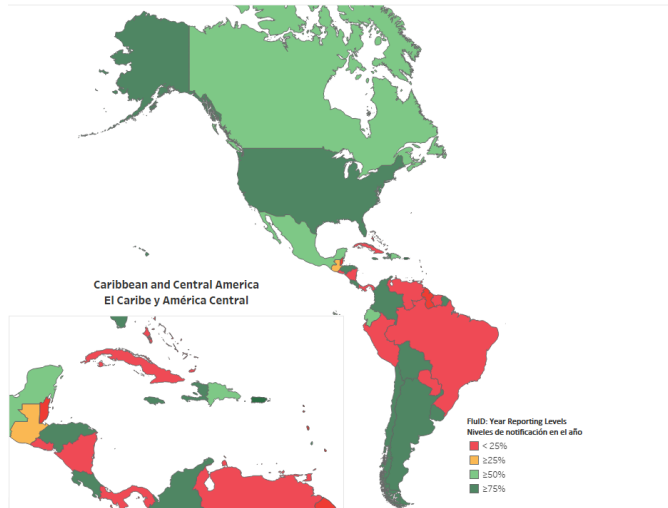 Caribbean and Central America
El Caribe y América Central
FluID: Year Reporting Levels
Niveles de notificación en el año
< 25%
≥25%
≥50%
≥75%